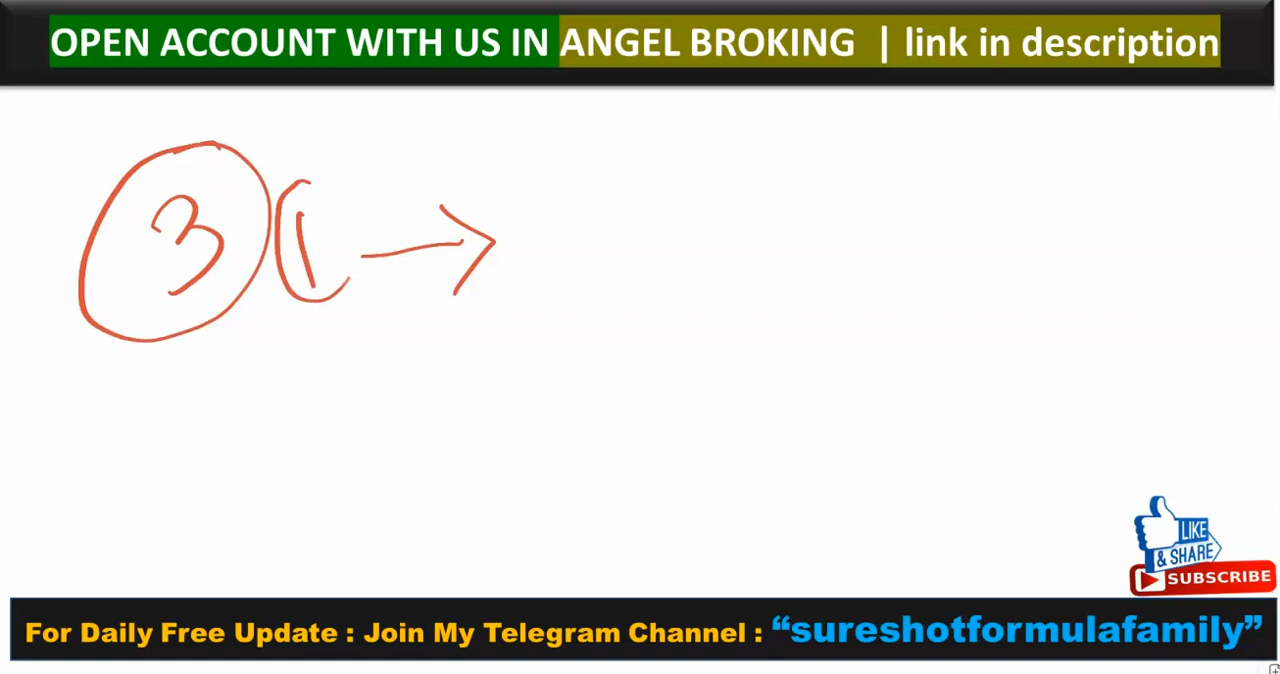 OPEN ACCOUNT WITH US IN ANGEL BROKING | link in description
3 (1 →
LIKE
& SHARE
SUBSCRIBE
For Daily Free Update : Join My Telegram Channel : “sureshotformulafamily”